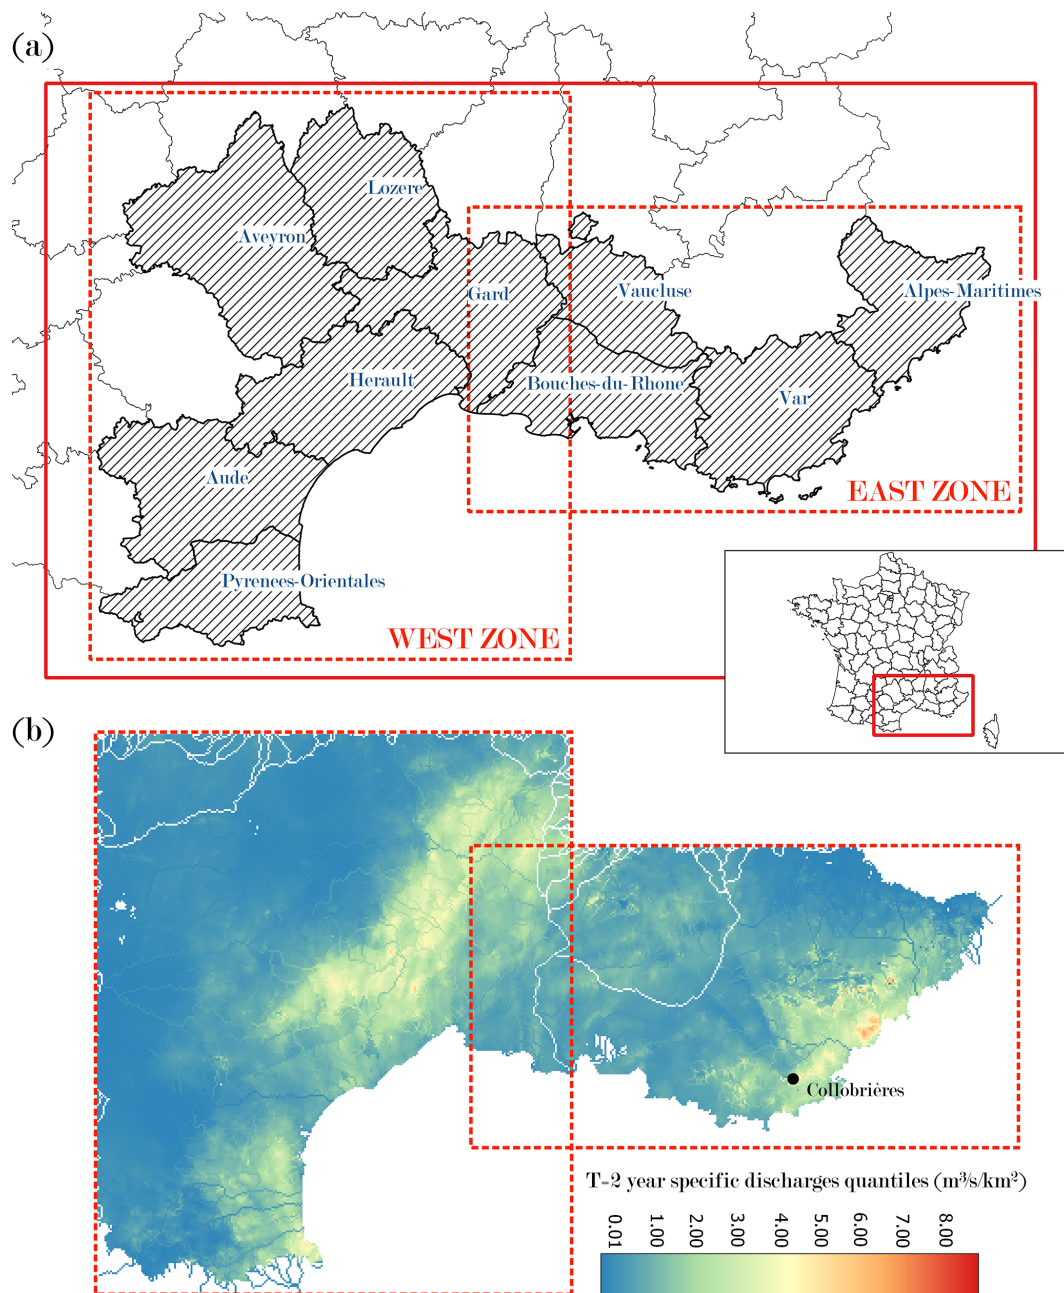 (a)
Lozere
Aveyron
Gard
Vaucluse
Alpes-Maritimes
Herault
Bouches-du-Rhone
Var
Aude
EAST ZONE
Pyrenees-Orientales
WEST ZONE
(b)
Collobrières
T-2 year specific discharges quantiles (m³/s/km²)
0.01 1.00 2.00 3.00 4.00 5.00 6.00 7.00 8.00